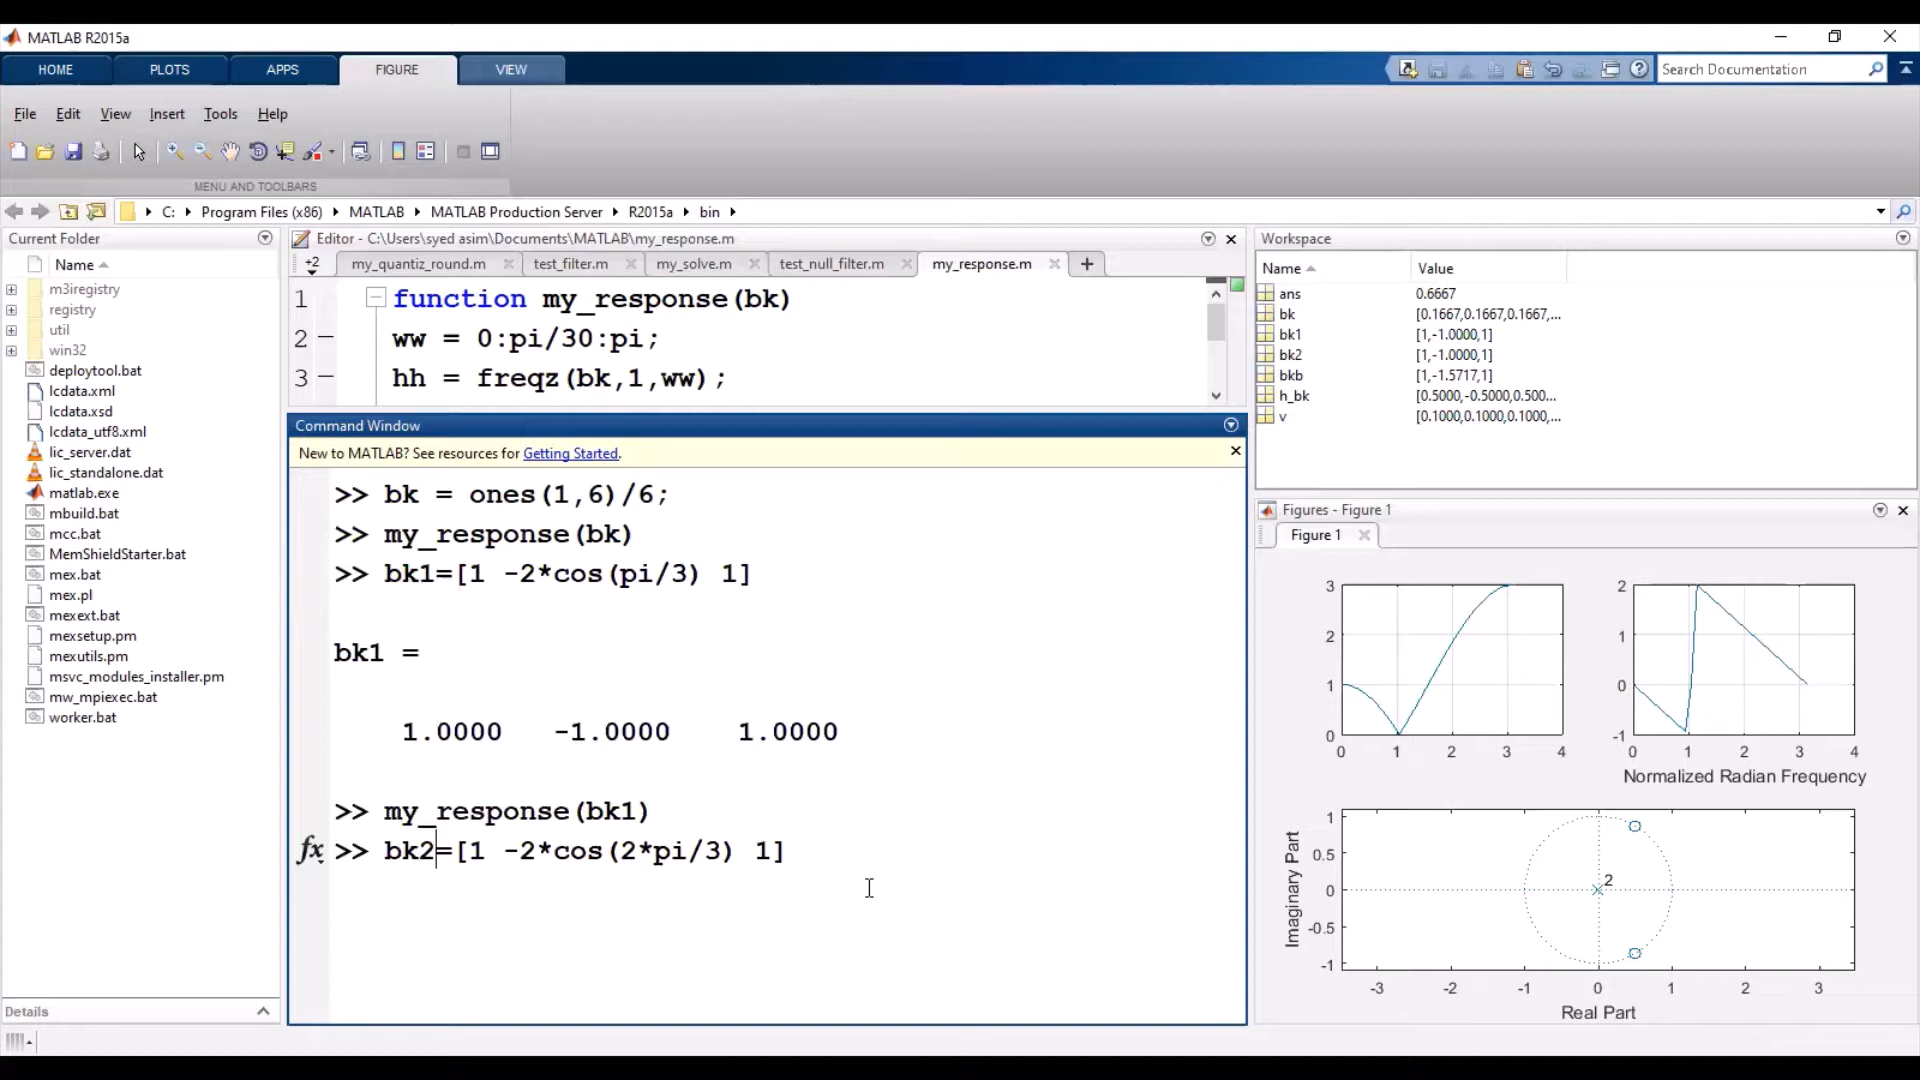 MATLAB R2015a
HOME PLOTS APPS FIGURE VIEW Search Documentation
File Edit View Insert Tools Help
MENU AND TOOLBARS
C: Program Files (x86) MATLAB MATLAB Production Server R2015a bin
Current Folder
Name
m3iregistry
registry
util
win32
deploytool.bat
lcdata.xml
lcdata.xsd
lcdata_utf8.xml
lic_server.dat
lic_standalone.dat
matlab.exe
mbuild.bat
mcc.bat
MemShieldStarter.bat
mex.bat
mex.pl
mexext.bat
mexsetup.pm
mexutils.pm
msvc_modules_installer.pm
mw_mpiexec.bat
worker.bat
Details
Editor - C:\Users\syed asim\Documents\MATLAB\my_response.m
+2 my_quantiz_round.m test_filter.m my_solve.m test_null_filter.m my_response.m
1 function my_response(bk)
2 ww = 0:pi/30:pi;
3 hh = freqz(bk,1,ww);
Command Window
New to MATLAB? See resources for Getting Started.
>> bk = ones(1,6)/6;
>> my_response(bk)
>> bk1=[1 -2*cos(pi/3) 1]
bk1 =
1.0000 -1.0000 1.0000
>> my_response(bk1)
fx >> bk2=[1 -2*cos(2*pi/3) 1]
Workspace
Name Value
ans 0.6667
bk [0.1667,0.1667,0.1667,...
bk1 [1,-1.0000,1]
bk2 [1,-1.0000,1]
bkb [1,-1.5717,1]
h_bk [0.5000,-0.5000,0.500...
v [0.1000,0.1000,0.1000,...
Figures - Figure 1
Figure 1
3
2
1
0
0 1 2 3 4
2
1
0
-1
0 1 2 3 4
Normalized Radian Frequency
Imaginary Part
1
0.5
0
-0.5
-1
2
-3 -2 -1 0 1 2 3
Real Part